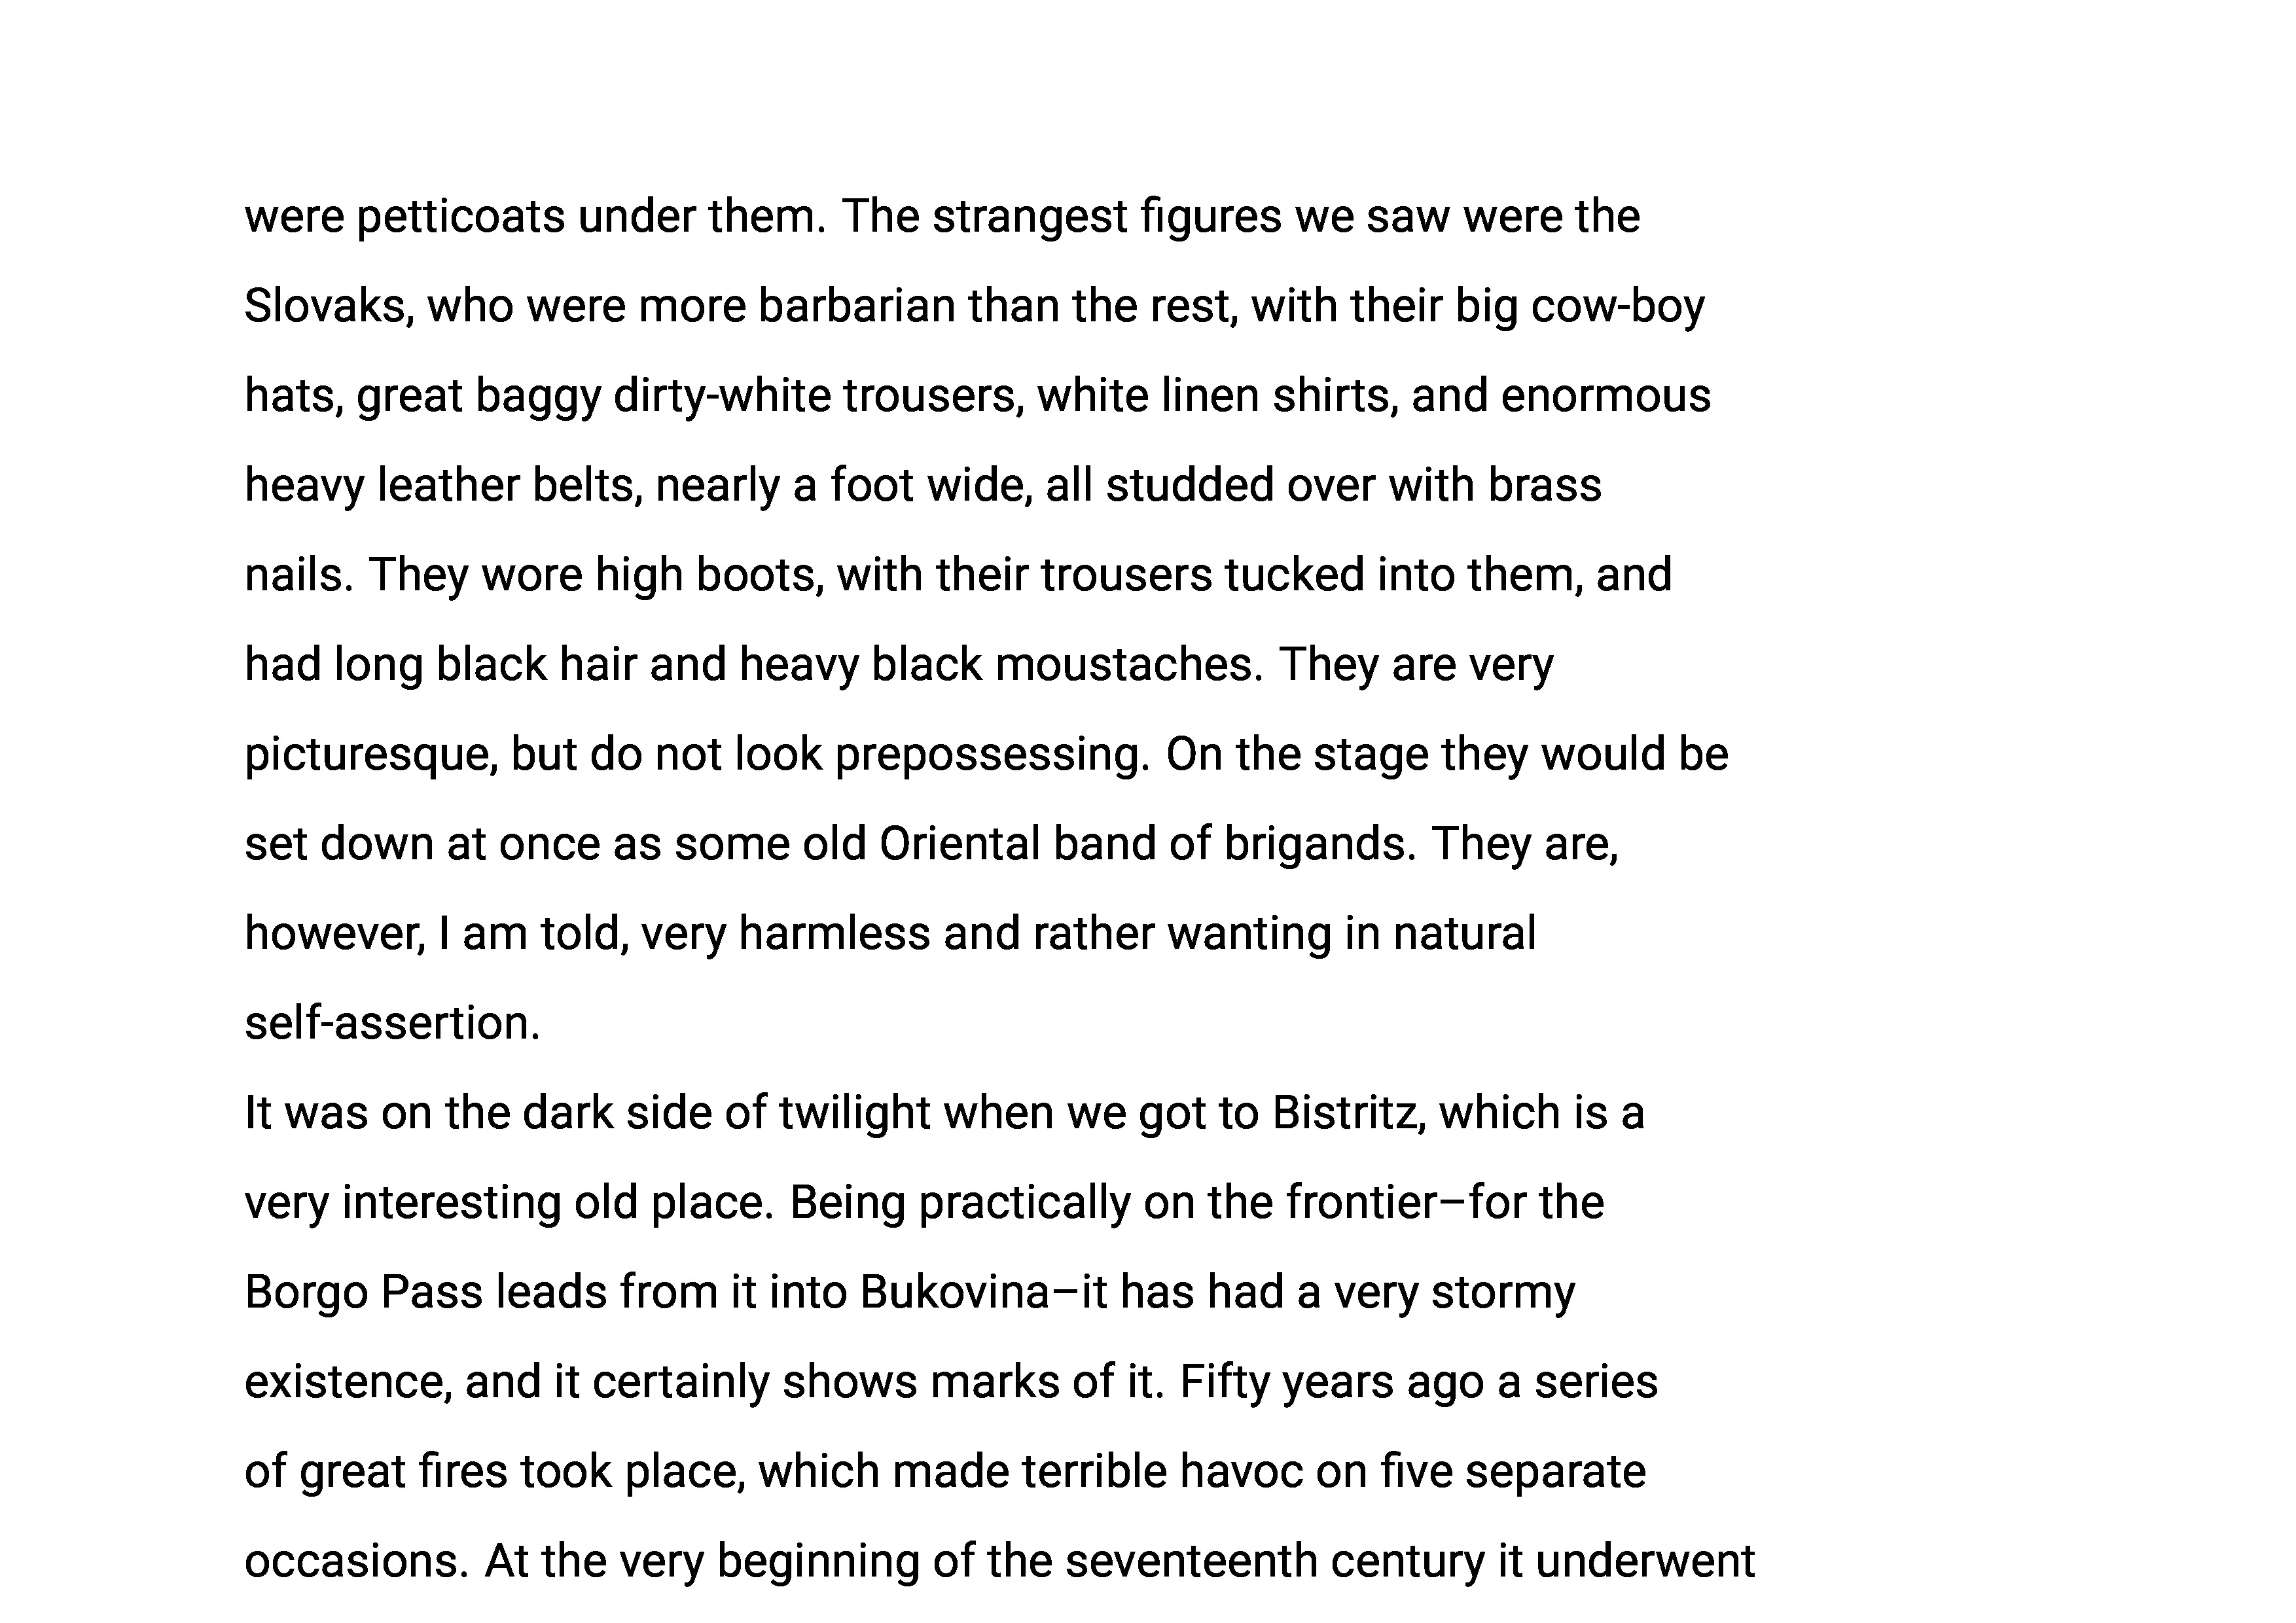 were petticoats under them. The strangest figures we saw were the
Slovaks, who were more barbarian than the rest, with their big cow-boy
hats, great baggy dirty-white trousers, white linen shirts, and enormous
heavy leather belts, nearly a foot wide, all studded over with brass
nails. They wore high boots, with their trousers tucked into them, and
had long black hair and heavy black moustaches. They are very
picturesque, but do not look prepossessing. On the stage they would be
set down at once as some old Oriental band of brigands. They are,
however, I am told, very harmless and rather wanting in natural
self-assertion.
It was on the dark side of twilight when we got to Bistritz, which is a
very interesting old place. Being practically on the frontier–for the
Borgo Pass leads from it into Bukovina–it has had a very stormy
existence, and it certainly shows marks of it. Fifty years ago a series
of great fires took place, which made terrible havoc on five separate
occasions. At the very beginning of the seventeenth century it underwent